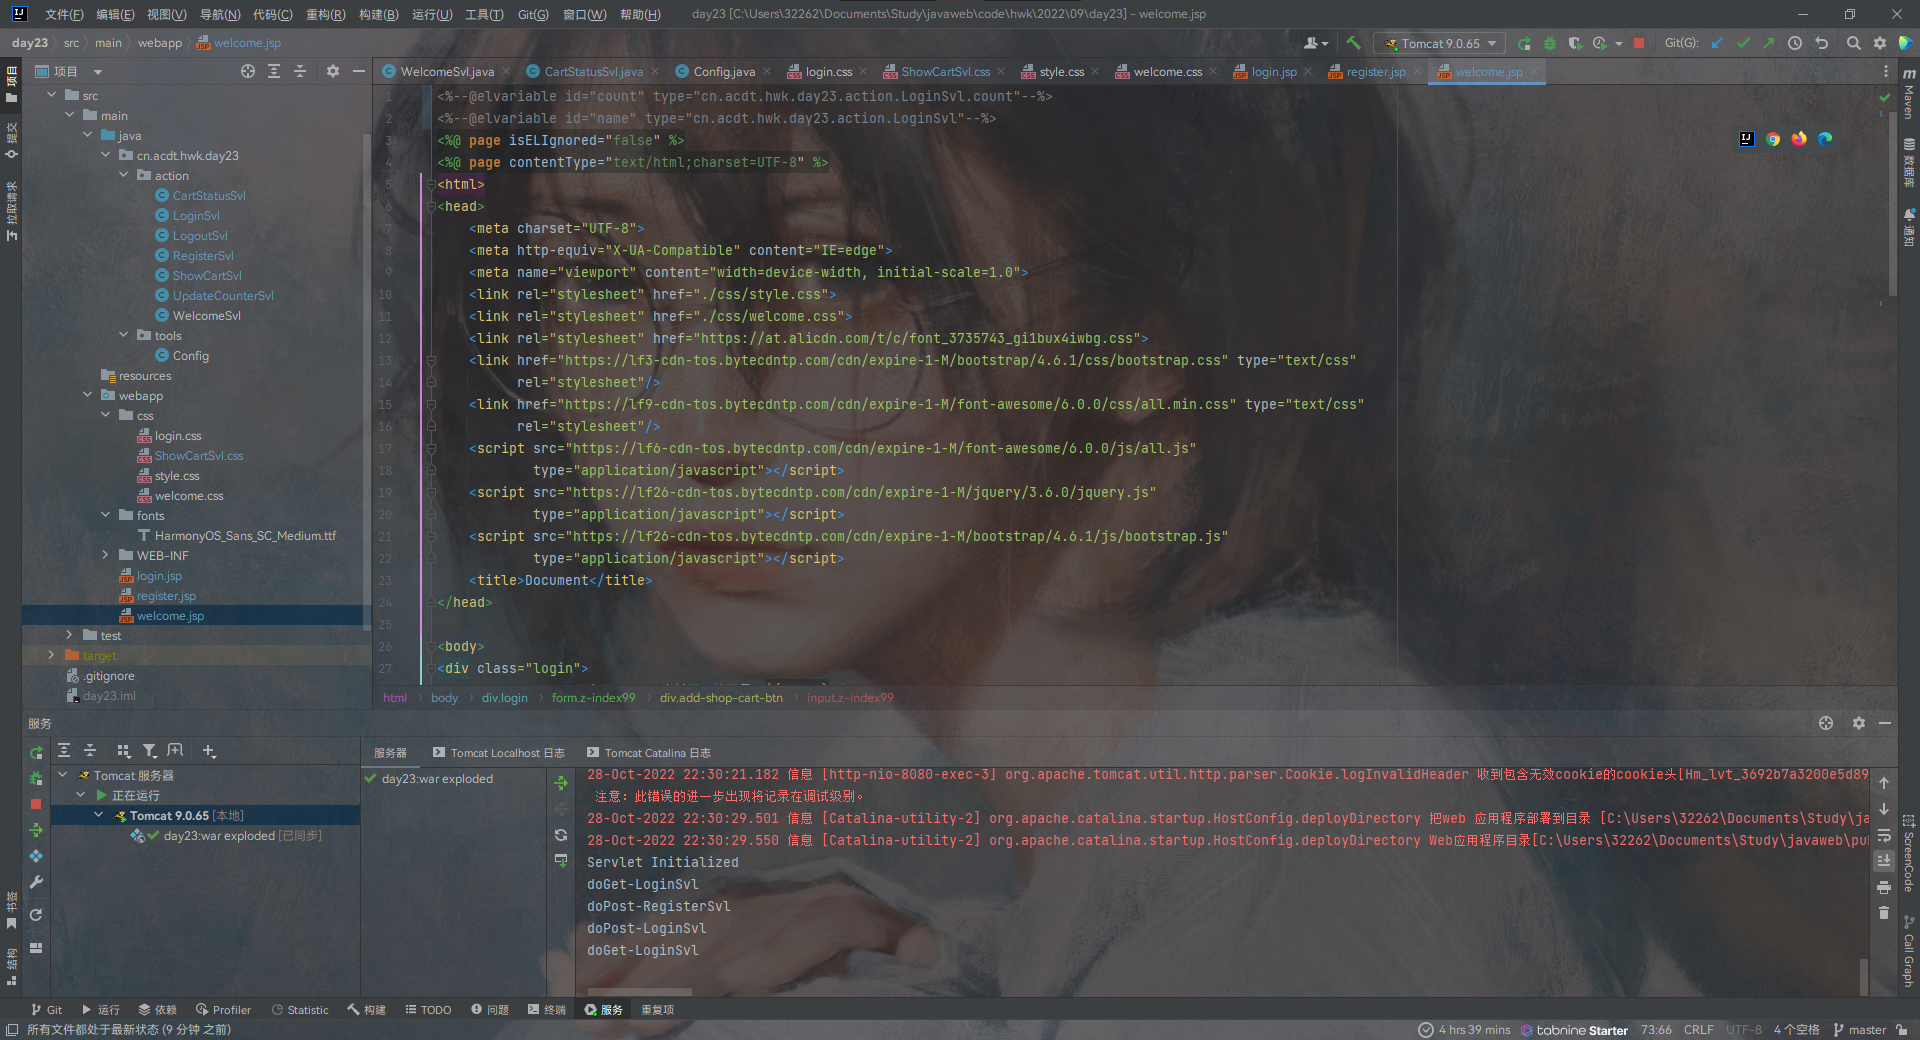 文件(F) 编辑(E) 视图(V) 导航(N) 代码(C) 重构(R) 构建(B) 运行(U) 工具(T) Git(G) 窗口(W) 帮助(H) day23 [C:\Users\32262\Documents\Study\javaweb\code\hwk\2022\09\day23] - welcome.jsp
day23 src main webapp welcome.jsp Tomcat 9.0.65 Git(G):
项目
提交
拉取请求
项目
src
main
java
cn.acdt.hwk.day23
action
CartStatusSvl
LoginSvl
LogoutSvl
RegisterSvl
ShowCartSvl
UpdateCounterSvl
WelcomeSvl
tools
Config
resources
webapp
css
login.css
ShowCartSvl.css
style.css
welcome.css
fonts
HarmonyOS_Sans_SC_Medium.ttf
WEB-INF
login.jsp
register.jsp
welcome.jsp
test
target
.gitignore
day23.iml
WelcomeSvl.java CartStatusSvl.java Config.java login.css ShowCartSvl.css style.css welcome.css login.jsp register.jsp welcome.jsp
1 <%--@elvariable id="count" type="cn.acdt.hwk.day23.action.LoginSvl.count"--%>
2 <%--@elvariable id="name" type="cn.acdt.hwk.day23.action.LoginSvl"--%>
3 <%@ page isELIgnored="false" %>
4 <%@ page contentType="text/html;charset=UTF-8" %>
5 <html>
6 <head>
7 <meta charset="UTF-8">
8 <meta http-equiv="X-UA-Compatible" content="IE=edge">
9 <meta name="viewport" content="width=device-width, initial-scale=1.0">
10 <link rel="stylesheet" href="./css/style.css">
11 <link rel="stylesheet" href="./css/welcome.css">
12 <link rel="stylesheet" href="https://at.alicdn.com/t/c/font_3735743_gi1bux4iwbg.css">
13 <link href="https://lf3-cdn-tos.bytecdntp.com/cdn/expire-1-M/bootstrap/4.6.1/css/bootstrap.css" type="text/css"
14 rel="stylesheet"/>
15 <link href="https://lf9-cdn-tos.bytecdntp.com/cdn/expire-1-M/font-awesome/6.0.0/css/all.min.css" type="text/css"
16 rel="stylesheet"/>
17 <script src="https://lf6-cdn-tos.bytecdntp.com/cdn/expire-1-M/font-awesome/6.0.0/js/all.js"
18 type="application/javascript"></script>
19 <script src="https://lf26-cdn-tos.bytecdntp.com/cdn/expire-1-M/jquery/3.6.0/jquery.js"
20 type="application/javascript"></script>
21 <script src="https://lf26-cdn-tos.bytecdntp.com/cdn/expire-1-M/bootstrap/4.6.1/js/bootstrap.js"
22 type="application/javascript"></script>
23 <title>Document</title>
24 </head>
25
26 <body>
27 <div class="login">
html body div.login form.z-index99 div.add-shop-cart-btn input.z-index99
Maven
数据库
通知
服务
Tomcat 服务器
正在运行
Tomcat 9.0.65 [本地]
day23:war exploded [已同步]
服务器 Tomcat Localhost 日志 Tomcat Catalina 日志
day23:war exploded
28-Oct-2022 22:30:21.182 信息 [http-nio-8080-exec-3] org.apache.tomcat.util.http.parser.Cookie.logInvalidHeader 收到包含无效cookie的cookie头[Hm_lvt_3692b7a3200e5d89
注意: 此错误的进一步出现将记录在调试级别。
28-Oct-2022 22:30:29.501 信息 [Catalina-utility-2] org.apache.catalina.startup.HostConfig.deployDirectory 把web 应用程序部署到目录 [C:\Users\32262\Documents\Study\ja
28-Oct-2022 22:30:29.550 信息 [Catalina-utility-2] org.apache.catalina.startup.HostConfig.deployDirectory Web应用程序目录[C:\Users\32262\Documents\Study\javaweb\pu
Servlet Initialized
doGet-LoginSvl
doPost-RegisterSvl
doPost-LoginSvl
doGet-LoginSvl
书签
结构
ScreenCode
Call Graph
Git 运行 依赖 Profiler Statistic 构建 TODO 问题 终端 服务 重复项
所有文件都处于最新状态 (9 分钟 之前) 4 hrs 39 mins tabnine Starter 73:66 CRLF UTF-8 4 个空格 master